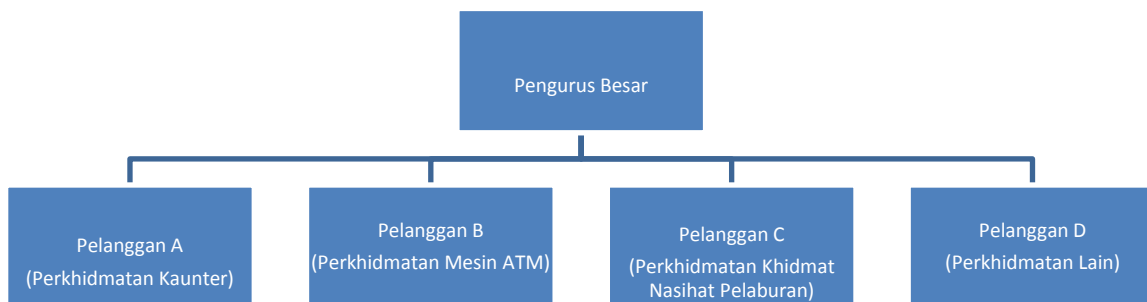 Pengurus Besar
Pelanggan A
(Perkhidmatan Kaunter)
Pelanggan B
(Perkhidmatan Mesin ATM)
Pelanggan C
(Perkhidmatan Khidmat
Nasihat Pelaburan)
Pelanggan D
(Perkhidmatan Lain)